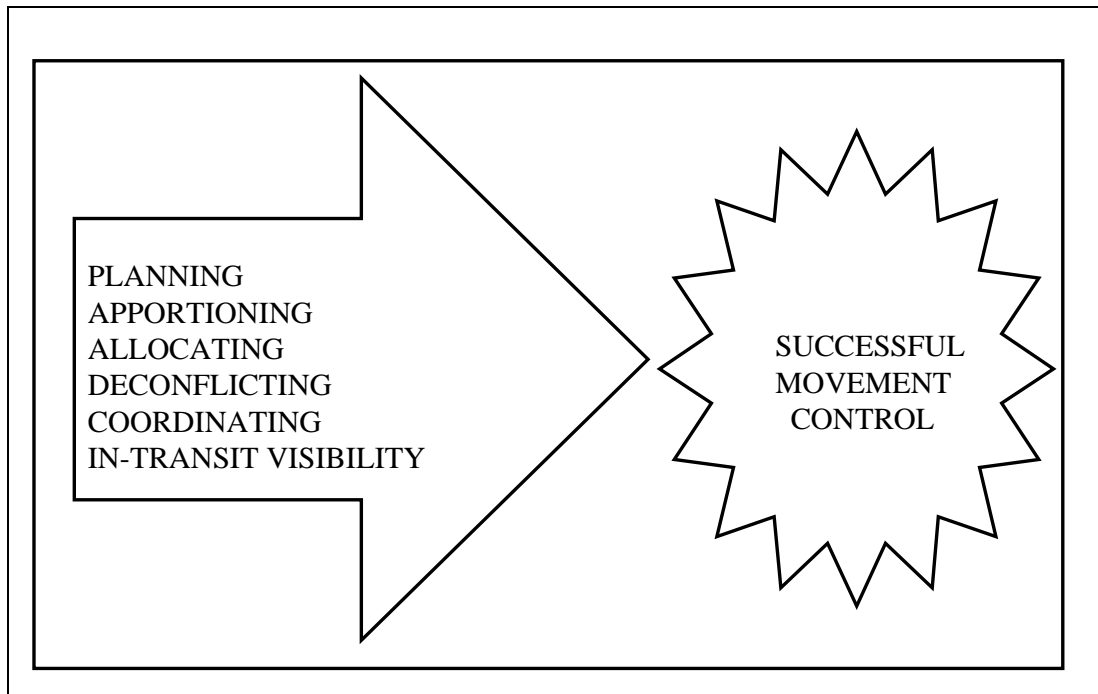 PLANNING
APPORTIONING
ALLOCATING
DECONFLICTING
COORDINATING
IN-TRANSIT VISIBILITY
SUCCESSFUL
MOVEMENT
CONTROL